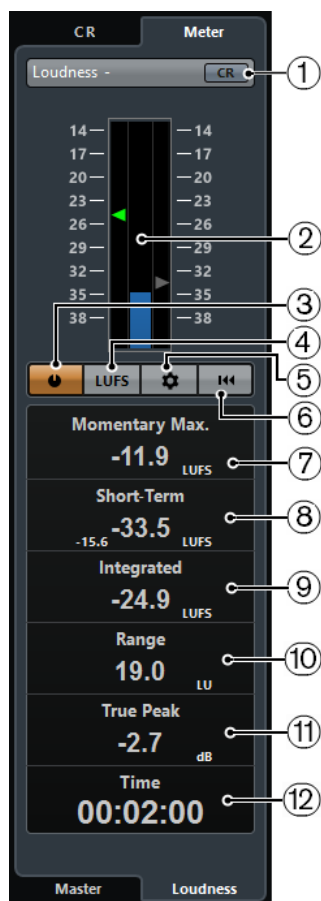 CR Meter
Loudness - CR ①
14 14
17 17
20 20
23 23
26 26
② 
29 29
32 32
35 35
38 38
③
④
LUFS
⑤
⑥
Momentary Max.
-11.9 LUFS ⑦
Short-Term
-15.6 -33.5 LUFS ⑧
Integrated
-24.9 LUFS ⑨
Range
19.0 LU ⑩
True Peak
-2.7 dB ⑪
Time
00:02:00 ⑫
Master Loudness